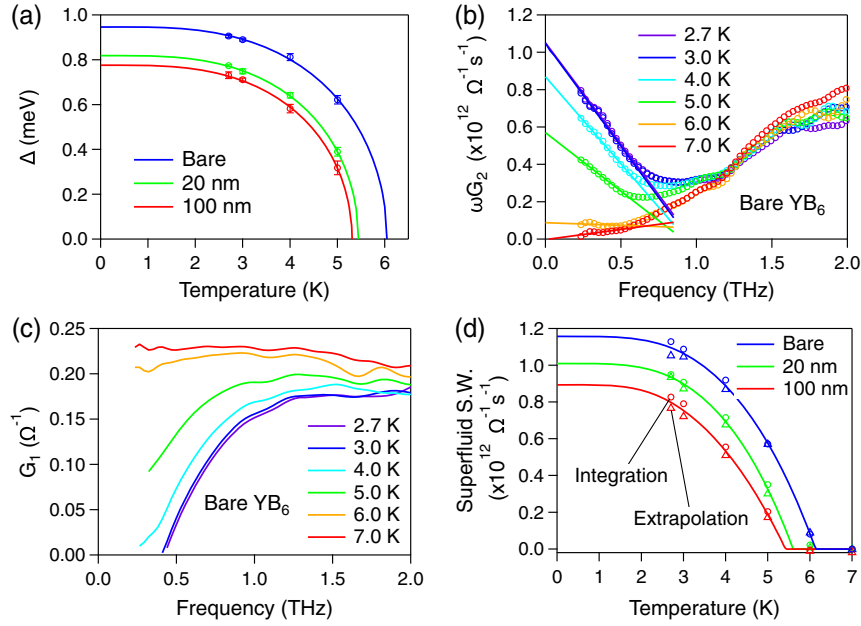 (a)
1.0
0.8
0.6
0.4
0.2
0.0
Δ (meV)
Bare
20 nm
100 nm
0 1 2 3 4 5 6
Temperature (K)
(b)
1.2
1.0
0.8
0.6
0.4
0.2
0.0
ωG₂ (x10¹² Ω⁻¹s⁻¹)
2.7 K
3.0 K
4.0 K
5.0 K
6.0 K
7.0 K
Bare YB₆
0.0 0.5 1.0 1.5 2.0
Frequency (THz)
(c)
0.25
0.20
0.15
0.10
0.05
0.00
G₁ (Ω⁻¹)
2.7 K
3.0 K
4.0 K
5.0 K
6.0 K
7.0 K
Bare YB₆
0.0 0.5 1.0 1.5 2.0
Frequency (THz)
(d)
1.2
1.0
0.8
0.6
0.4
0.2
0.0
Superfluid S.W.
(x10¹² Ω⁻¹s⁻¹)
Bare
20 nm
100 nm
Integration
Extrapolation
0 1 2 3 4 5 6 7
Temperature (K)